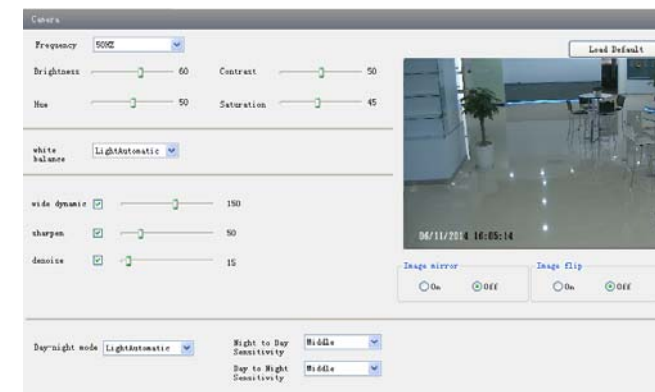 Camera
Frequency 50HZ
Load Default
Brightness 60 Contrast 50
Hue 50 Saturation 45
white balance LightAutomatic
wide dynamic 150
sharpen 50
denoize 15
06/11/2014 16:05:14
Image mirror Image flip
On Off On Off
Day-night mode LightAutomatic
Night to Day Sensitivity Middle
Day to Night Sensitivity Middle